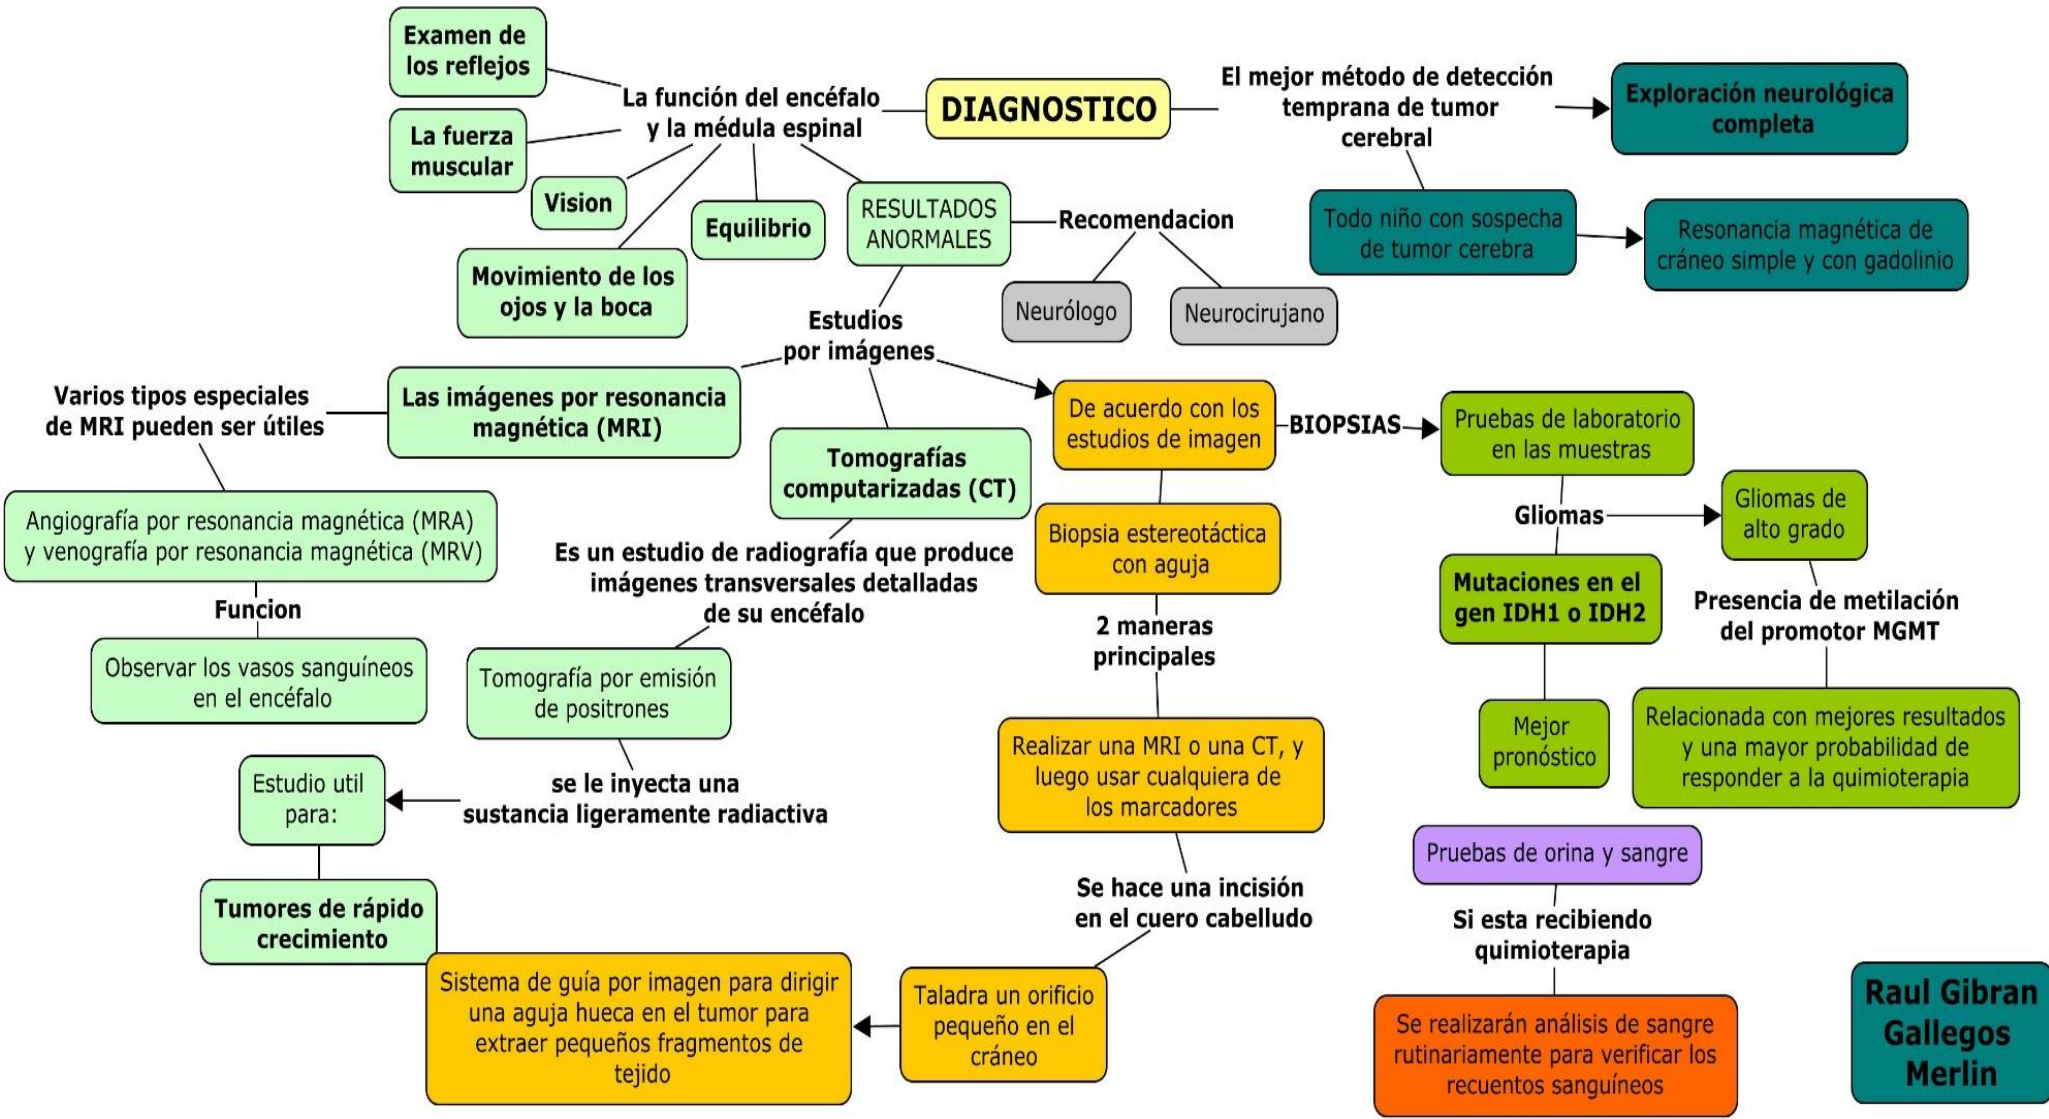 Examen de
los reflejos
La función del encéfalo
y la médula espinal
DIAGNOSTICO
El mejor método de detección
temprana de tumor
cerebral
Exploración neurológica
completa
La fuerza
muscular
Vision
Equilibrio
Movimiento de los
ojos y la boca
RESULTADOS
ANORMALES
Recomendacion
Neurólogo
Neurocirujano
Todo niño con sospecha
de tumor cerebra
Resonancia magnética de
cráneo simple y con gadolinio
Estudios
por imágenes
Varios tipos especiales
de MRI pueden ser útiles
Las imágenes por resonancia
magnética (MRI)
Tomografías
computarizadas (CT)
De acuerdo con los
estudios de imagen
BIOPSIAS
Pruebas de laboratorio
en las muestras
Angiografía por resonancia magnética (MRA)
y venografía por resonancia magnética (MRV)
Funcion
Observar los vasos sanguíneos
en el encéfalo
Es un estudio de radiografía que produce
imágenes transversales detalladas
de su encéfalo
Tomografía por emisión
de positrones
se le inyecta una
sustancia ligeramente radiactiva
Estudio util
para:
Tumores de rápido
crecimiento
Biopsia estereotáctica
con aguja
2 maneras
principales
Realizar una MRI o una CT, y
luego usar cualquiera de
los marcadores
Se hace una incisión
en el cuero cabelludo
Taladra un orificio
pequeño en el
cráneo
Sistema de guía por imagen para dirigir
una aguja hueca en el tumor para
extraer pequeños fragmentos de
tejido
Gliomas
Gliomas de
alto grado
Mutaciones en el
gen IDH1 o IDH2
Mejor
pronóstico
Presencia de metilación
del promotor MGMT
Relacionada con mejores resultados
y una mayor probabilidad de
responder a la quimioterapia
Pruebas de orina y sangre
Si esta recibiendo
quimioterapia
Se realizarán análisis de sangre
rutinariamente para verificar los
recuentos sanguíneos
Raul Gibran
Gallegos
Merlin